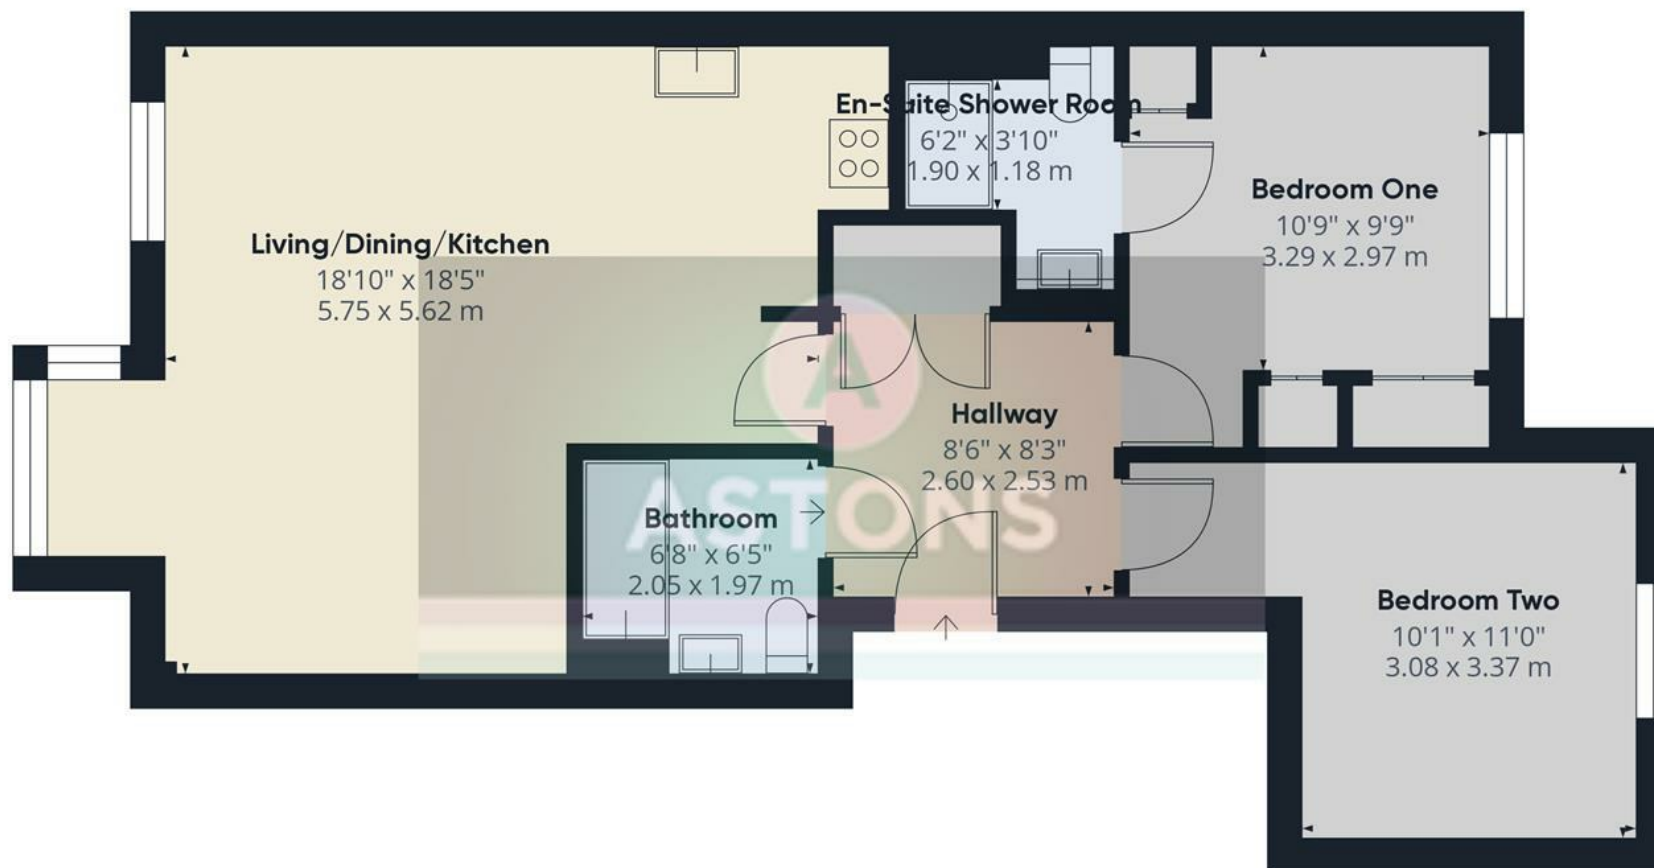 En-Suite Shower Room
6'2" x 3'10"
1.90 x 1.18 m
Bedroom One
10'9" x 9'9"
3.29 x 2.97 m
Living/Dining/Kitchen
18'10" x 18'5"
5.75 x 5.62 m
A
ASTONS
Hallway
8'6" x 8'3"
2.60 x 2.53 m
Bathroom
6'8" x 6'5"
2.05 x 1.97 m
Bedroom Two
10'1" x 11'0"
3.08 x 3.37 m